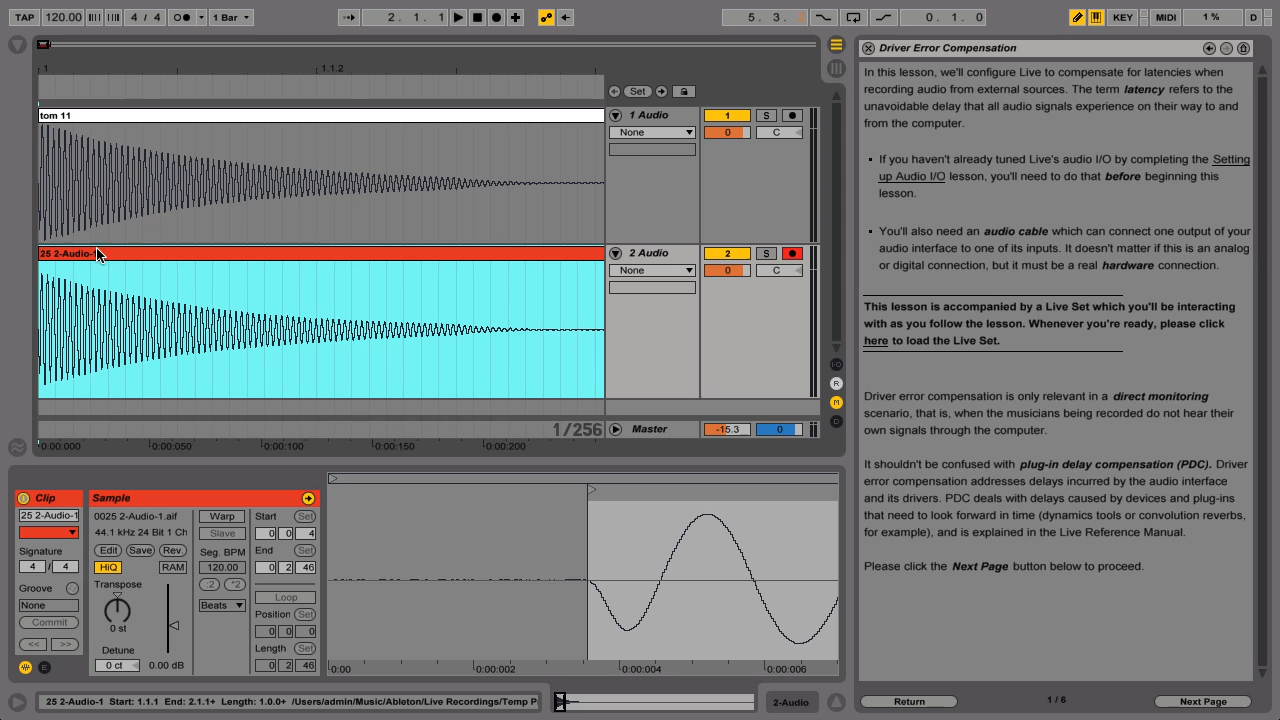 TAP 120.00 4 / 4 1 Bar 2. 1. 1 5. 3. 0. 1. 0 KEY MIDI 1 % D
Driver Error Compensation
In this lesson, we'll configure Live to compensate for latencies when
recording audio from external sources. The term latency refers to the
unavoidable delay that all audio signals experience on their way to and
from the computer.
If you haven't already tuned Live's audio I/O by completing the Setting
up Audio I/O lesson, you'll need to do that before beginning this
lesson.
You'll also need an audio cable which can connect one output of your
audio interface to one of its inputs. It doesn't matter if this is an analog
or digital connection, but it must be a real hardware connection.
This lesson is accompanied by a Live Set which you'll be interacting
with as you follow the lesson. Whenever you're ready, please click
here to load the Live Set.
Driver error compensation is only relevant in a direct monitoring
scenario, that is, when the musicians being recorded do not hear their
own signals through the computer.
It shouldn't be confused with plug-in delay compensation (PDC). Driver
error compensation addresses delays incurred by the audio interface
and its drivers. PDC deals with delays caused by devices and plug-ins
that need to look forward in time (dynamics tools or convolution reverbs,
for example), and is explained in the Live Reference Manual.
Please click the Next Page button below to proceed.
Return 1 / 6 Next Page
1 1.1.2
Set
tom 11 1 Audio 1 S
None 0 C
25 2-Audio- 2 Audio 2 S
None 0 C
I·O
R
M
D
1/256 Master -15.3 0
0:00:000 0:00:050 0:00:100 0:00:150 0:00:200
Clip Sample
25 2-Audio-1 0025 2-Audio-1.aif Warp Start Set
44.1 kHz 24 Bit 1 Ch Slave 0 0 4
Signature Edit Save Rev Seg. BPM End Set
4 / 4 HiQ RAM 120.00 0 2 46
Groove Transpose :2 *2 Loop
None Beats Position Set
Commit 0 st 0 0 0
<< >> Detune Length Set
E 0 ct 0.00 dB 0 2 46
0:00 0:00:002 0:00:004 0:00:006
25 2-Audio-1 Start: 1.1.1 End: 2.1.1+ Length: 1.0.0+ /Users/admin/Music/Ableton/Live Recordings/Temp P 2-Audio